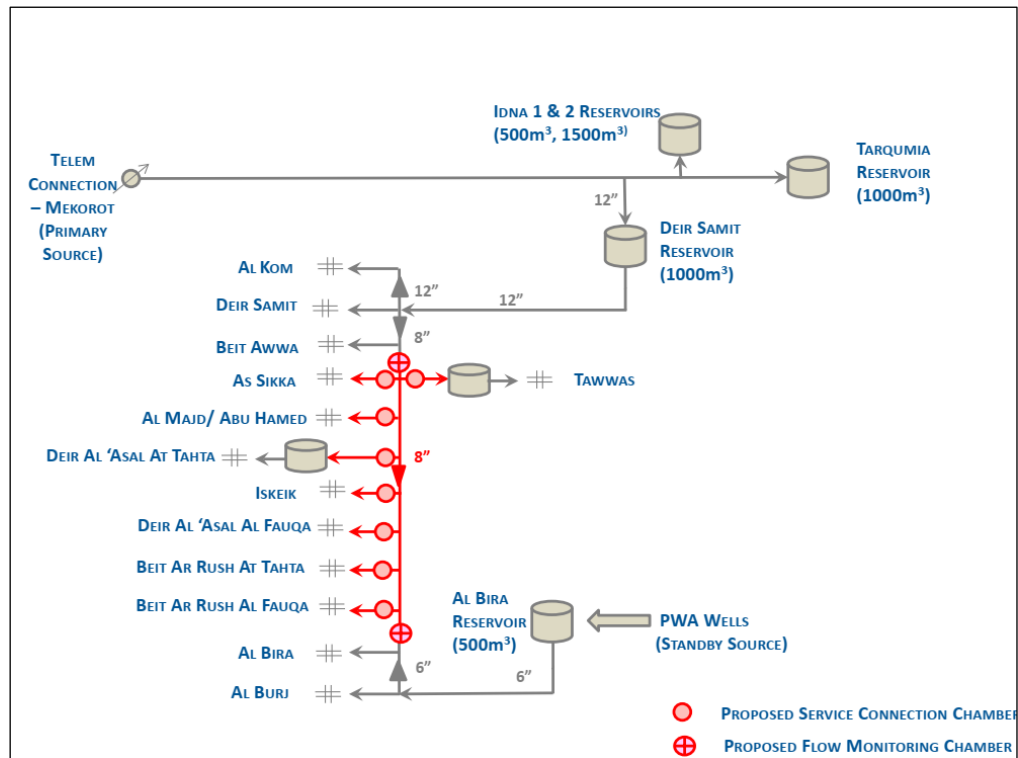 IDNA 1 & 2 RESERVOIRS
(500M³, 1500M³⁾
TELEM
CONNECTION
– MEKOROT
(PRIMARY
SOURCE)
TARQUMIA
RESERVOIR
(1000M³)
12”
DEIR SAMIT
RESERVOIR
(1000M³)
AL KOM
12”
12”
DEIR SAMIT
8”
BEIT AWWA
AS SIKKA
TAWWAS
AL MAJD/ ABU HAMED
DEIR AL ‘ASAL AT TAHTA
8”
ISKEIK
DEIR AL ‘ASAL AL FAUQA
BEIT AR RUSH AT TAHTA
BEIT AR RUSH AL FAUQA
AL BIRA
RESERVOIR
(500M³)
PWA WELLS
(STANDBY SOURCE)
AL BIRA
6”
6”
AL BURJ
PROPOSED SERVICE CONNECTION CHAMBER
PROPOSED FLOW MONITORING CHAMBER